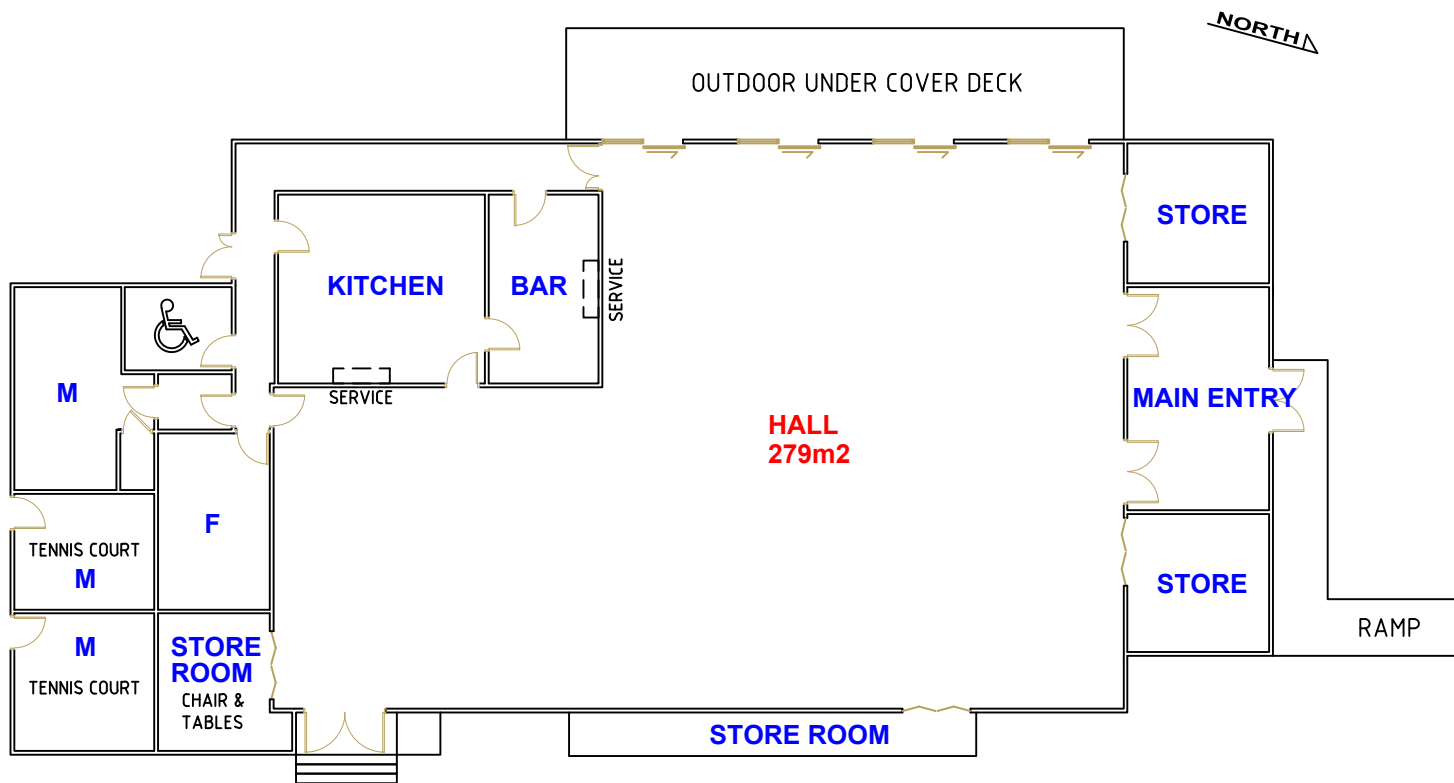 NORTH
OUTDOOR UNDER COVER DECK
STORE
KITCHEN
BAR
SERVICE
SERVICE
M
MAIN ENTRY
HALL
279m2
F
TENNIS COURT
M
STORE
M
TENNIS COURT
STORE
ROOM
CHAIR &
TABLES
RAMP
STORE ROOM